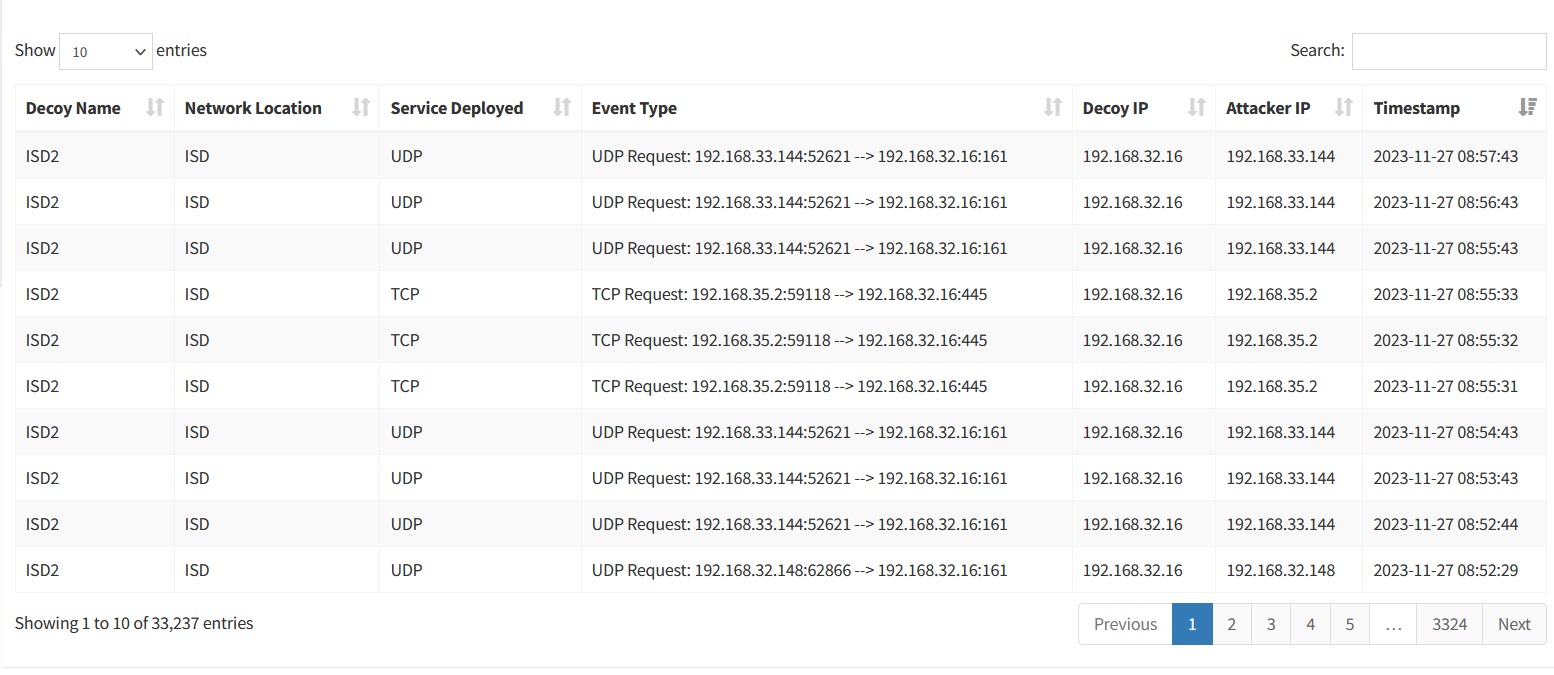 Show 10 entries Search:
Decoy Name Network Location Service Deployed Event Type Decoy IP Attacker IP Timestamp
ISD2 ISD UDP UDP Request: 192.168.33.144:52621 --> 192.168.32.16:161 192.168.32.16 192.168.33.144 2023-11-27 08:57:43
ISD2 ISD UDP UDP Request: 192.168.33.144:52621 --> 192.168.32.16:161 192.168.32.16 192.168.33.144 2023-11-27 08:56:43
ISD2 ISD UDP UDP Request: 192.168.33.144:52621 --> 192.168.32.16:161 192.168.32.16 192.168.33.144 2023-11-27 08:55:43
ISD2 ISD TCP TCP Request: 192.168.35.2:59118 --> 192.168.32.16:445 192.168.32.16 192.168.35.2 2023-11-27 08:55:33
ISD2 ISD TCP TCP Request: 192.168.35.2:59118 --> 192.168.32.16:445 192.168.32.16 192.168.35.2 2023-11-27 08:55:32
ISD2 ISD TCP TCP Request: 192.168.35.2:59118 --> 192.168.32.16:445 192.168.32.16 192.168.35.2 2023-11-27 08:55:31
ISD2 ISD UDP UDP Request: 192.168.33.144:52621 --> 192.168.32.16:161 192.168.32.16 192.168.33.144 2023-11-27 08:54:43
ISD2 ISD UDP UDP Request: 192.168.33.144:52621 --> 192.168.32.16:161 192.168.32.16 192.168.33.144 2023-11-27 08:53:43
ISD2 ISD UDP UDP Request: 192.168.33.144:52621 --> 192.168.32.16:161 192.168.32.16 192.168.33.144 2023-11-27 08:52:44
ISD2 ISD UDP UDP Request: 192.168.32.148:62866 --> 192.168.32.16:161 192.168.32.16 192.168.32.148 2023-11-27 08:52:29
Showing 1 to 10 of 33,237 entries Previous 1 2 3 4 5 … 3324 Next